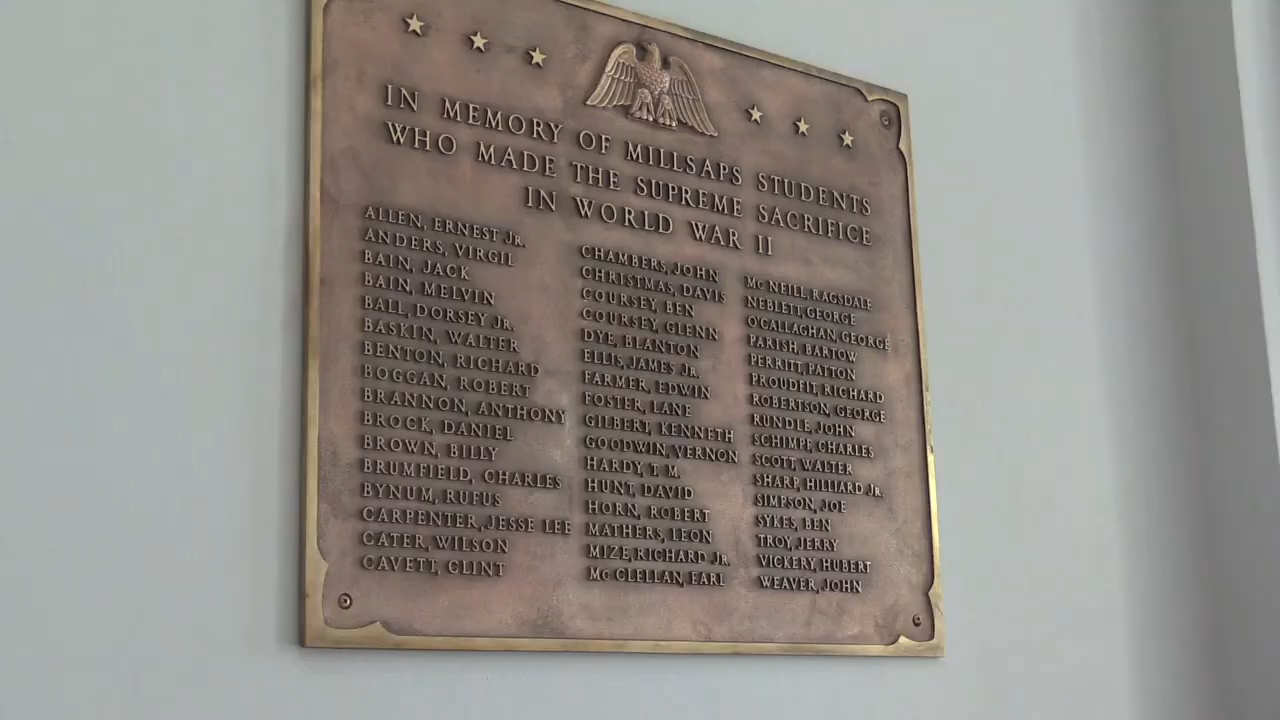 IN MEMORY OF MILLSAPS STUDENTS
WHO MADE THE SUPREME SACRIFICE
IN WORLD WAR II
ALLEN, ERNEST Jr.
ANDERS, VIRGIL
BAIN, JACK
BAIN, MELVIN
BALL, DORSEY Jr.
BASKIN, WALTER
BENTON, RICHARD
BOGGAN, ROBERT
BRANNON, ANTHONY
BROCK, DANIEL
BROWN, BILLY
BRUMFIELD, CHARLES
BYNUM, RUFUS
CARPENTER, JESSE LEE
CATER, WILSON
CAVETT, CLINT
CHAMBERS, JOHN
CHRISTMAS, DAVIS
COURSEY, BEN
COURSEY, GLENN
DYE, BLANTON
ELLIS, JAMES Jr.
FARMER, EDWIN
FOSTER, LANE
GILBERT, KENNETH
GOODWIN, VERNON
HARDY, T. M.
HUNT, DAVID
HORN, ROBERT
MATHERS, LEON
MIZE, RICHARD Jr.
Mc CLELLAN, EARL
Mc NEILL, RAGSDALE
NEBLETT, GEORGE
O'CALLAGHAN, GEORGE
PARISH, BARTOW
PERRITT, PATTON
PROUDFIT, RICHARD
ROBERTSON, GEORGE
RUNDLE, JOHN
SCHIMPF, CHARLES
SCOTT, WALTER
SHARP, HILLIARD Jr.
SIMPSON, JOE
SYKES, BEN
TROY, JERRY
VICKERY, HUBERT
WEAVER, JOHN